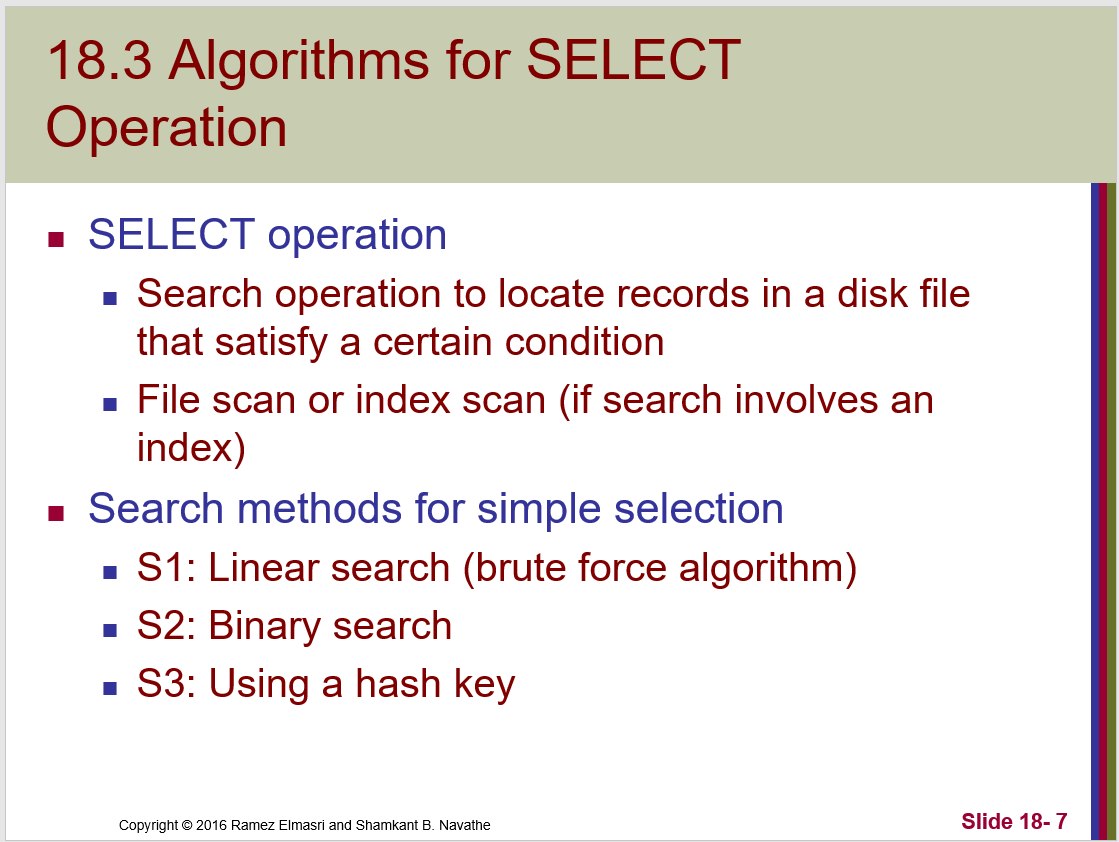 18.3 Algorithms for SELECT
Operation
SELECT operation
Search operation to locate records in a disk file
that satisfy a certain condition
File scan or index scan (if search involves an
index)
Search methods for simple selection
S1: Linear search (brute force algorithm)
S2: Binary search
S3: Using a hash key
Copyright © 2016 Ramez Elmasri and Shamkant B. Navathe
Slide 18- 7